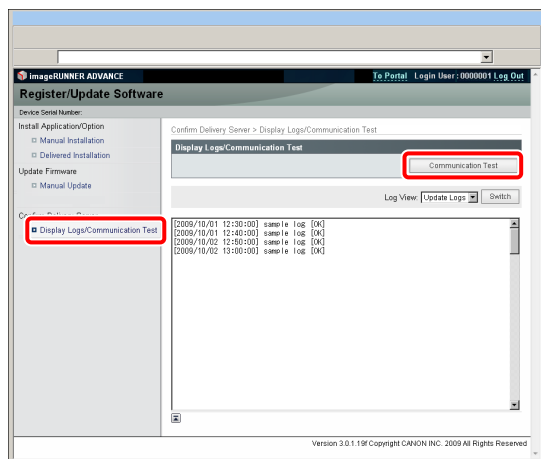 imageRUNNER ADVANCE
To Portal Login User : 0000001 Log Out
Register/Update Software
Device Serial Number:
Install Application/Option
Manual Installation
Delivered Installation
Update Firmware
Manual Update
Confirm Delivery Server
Display Logs/Communication Test
Confirm Delivery Server > Display Logs/Communication Test
Display Logs/Communication Test
Communication Test
Log View: Update Logs Switch
[2009/10/01 12:30:00] sample log [OK]
[2009/10/01 12:40:00] sample log [OK]
[2009/10/02 12:50:00] sample log [OK]
[2009/10/02 13:00:00] sample log [OK]
Version 3.0.1.19f Copyright CANON INC. 2009 All Rights Reserved